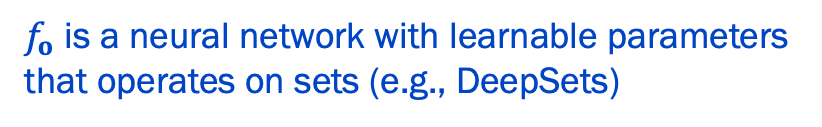 f₀ is a neural network with learnable parameters
that operates on sets (e.g., DeepSets)